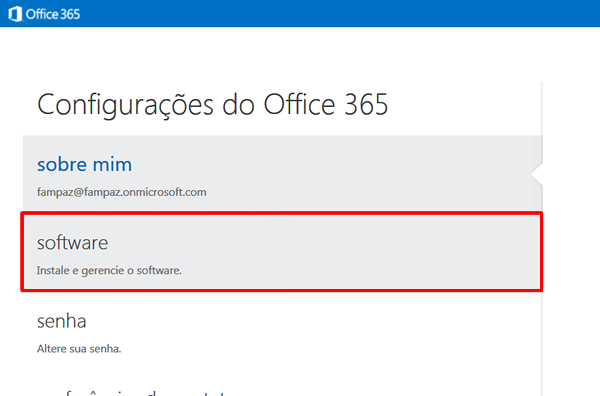 Office 365
Configurações do Office 365
sobre mim
fampaz@fampaz.onmicrosoft.com
software
Instale e gerencie o software.
senha
Altere sua senha.